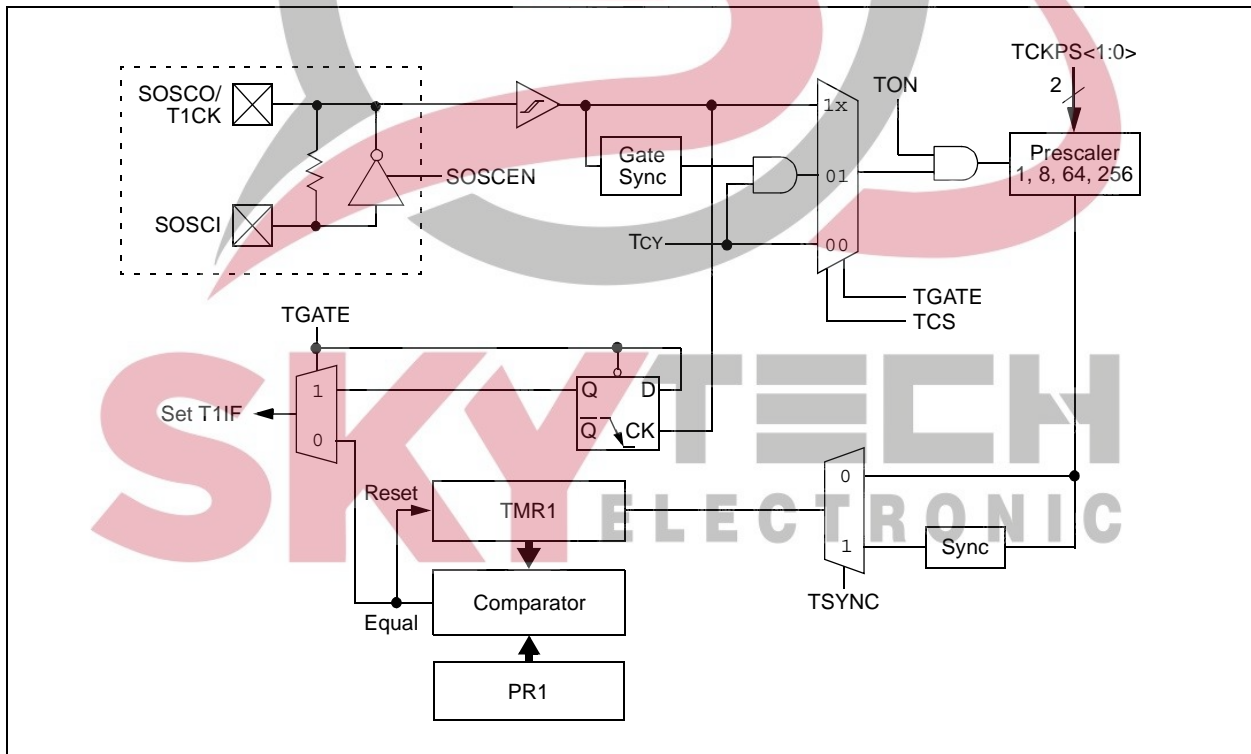 TCKPS<1:0>
2
SOSCO/
T1CK
TON
1x
Gate
Sync
Prescaler
1, 8, 64, 256
SOSCEN
01
SOSCI
TCY
00
TGATE
TCS
TGATE
1
Q
D
Set T1IF
Q
CK
0
0
Reset
TMR1
1
Sync
TSYNC
Equal
Comparator
PR1
SKYTECH
ELECTRONIC